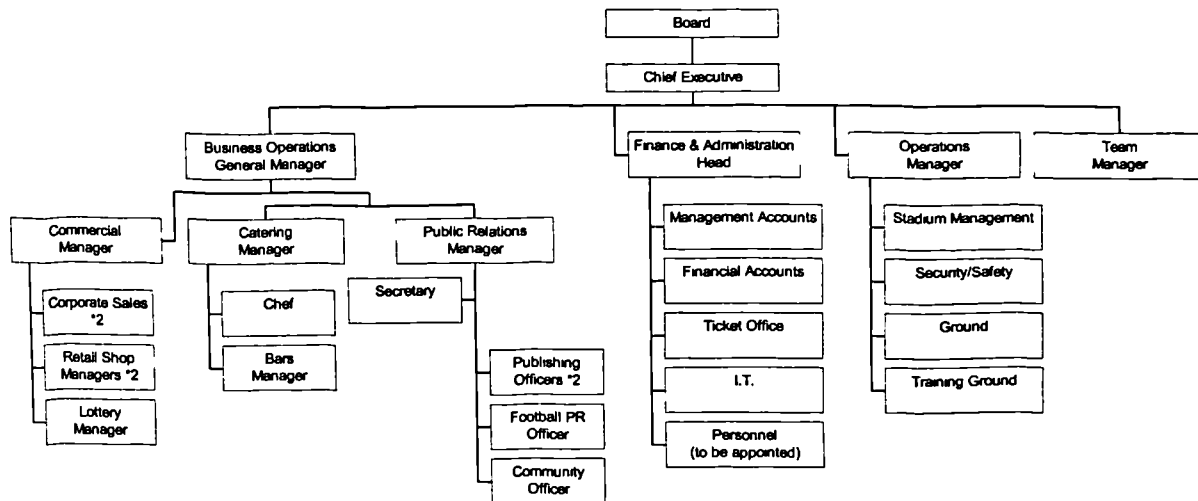 Board
Chief Executive
Business Operations
General Manager
Finance & Administration
Head
Operations
Manager
Team
Manager
Commercial
Manager
Catering
Manager
Public Relations
Manager
Corporate Sales
*2
Retail Shop
Managers *2
Lottery
Manager
Chef
Bars
Manager
Secretary
Publishing
Officers *2
Football PR
Officer
Community
Officer
Management Accounts
Financial Accounts
Ticket Office
I.T.
Personnel
(to be appointed)
Stadium Management
Security/Safety
Ground
Training Ground